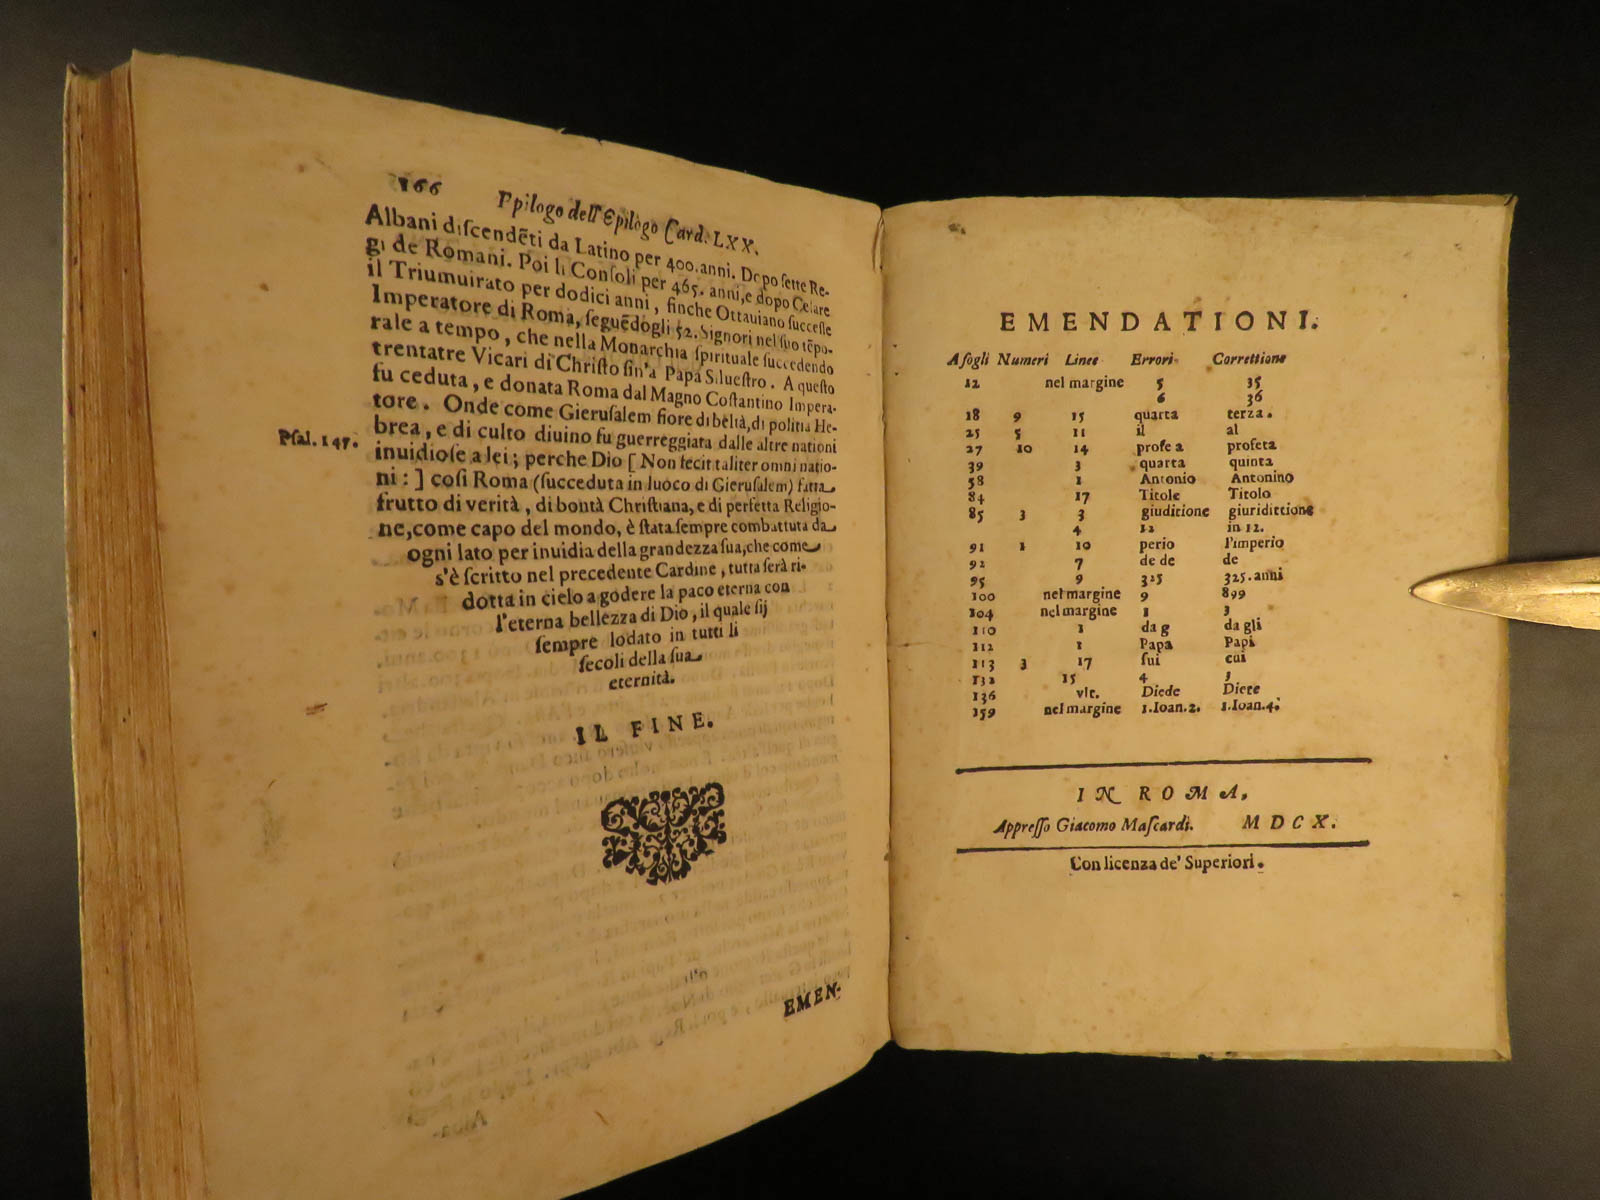 166 Epilogo dell'Epilogo Card. LXX.
Albani discendēti da Latino per 400. anni. Dopo sette Re-
gi de Romani. Poi li Consoli per 465. anni, e dopo Cesare
il Triumuirato per dodici anni, finche Ottauiano successe
Imperatore di Roma, seguēdogli 52. Signori nel suo tēpo-
rale a tempo, che nella Monarchia spirituale succedendo
trentatre Vicari di Christo sin'a Papa Siluestro. A questo
fu ceduta, e donata Roma dal Magno Costantino Impera-
tore. Onde come Gierusalem fiore di beltà, di politia He-
brea, e di culto diuino fu guerreggiata dalle altre nationi
Psal. 147. inuidiose a lei; perche Dio [ Non fecit taliter omni natio-
ni : ] cosi Roma (succeduta in luoco di Gierusalem) fatta
frutto di verità, di bontà Christiana, e di perfetta Religio-
ne, come capo del mondo, è stata sempre combattuta da
ogni lato per inuidia della grandezza sua, che come
s'è scritto nel precedente Cardine, tutta serà ri-
dotta in cielo a godere la pace eterna con
l'eterna bellezza di Dio, il quale sij
sempre lodato in tutti li
secoli della sua
eternità.
IL FINE.
EMEN-
EMENDATIONI.
A fogli Numeri Linee Errori Correttione
12 nel margine 5 35
6 36
18 9 15 quarta terza.
25 5 11 il al
27 10 14 profe a profeta
39 3 quarta quinta
58 1 Antonio Antonino
84 17 Titole Titolo
85 3 3 giuditione giuridittione
4 12 in 12.
91 1 10 perio l'imperio
92 7 de de de
95 9 325 325. anni
100 nel margine 9 899
104 nel margine 1 3
110 1 da g da gli
112 1 Papa Papi
113 3 17 sui cui
132 15 4 3
136 vlt. Diede Diete
159 nel margine 1. Ioan. 2. 1. Ioan. 4.
IN ROMA,
Appresso Giacomo Mascardi. MDCX.
Con licenza de' Superiori.